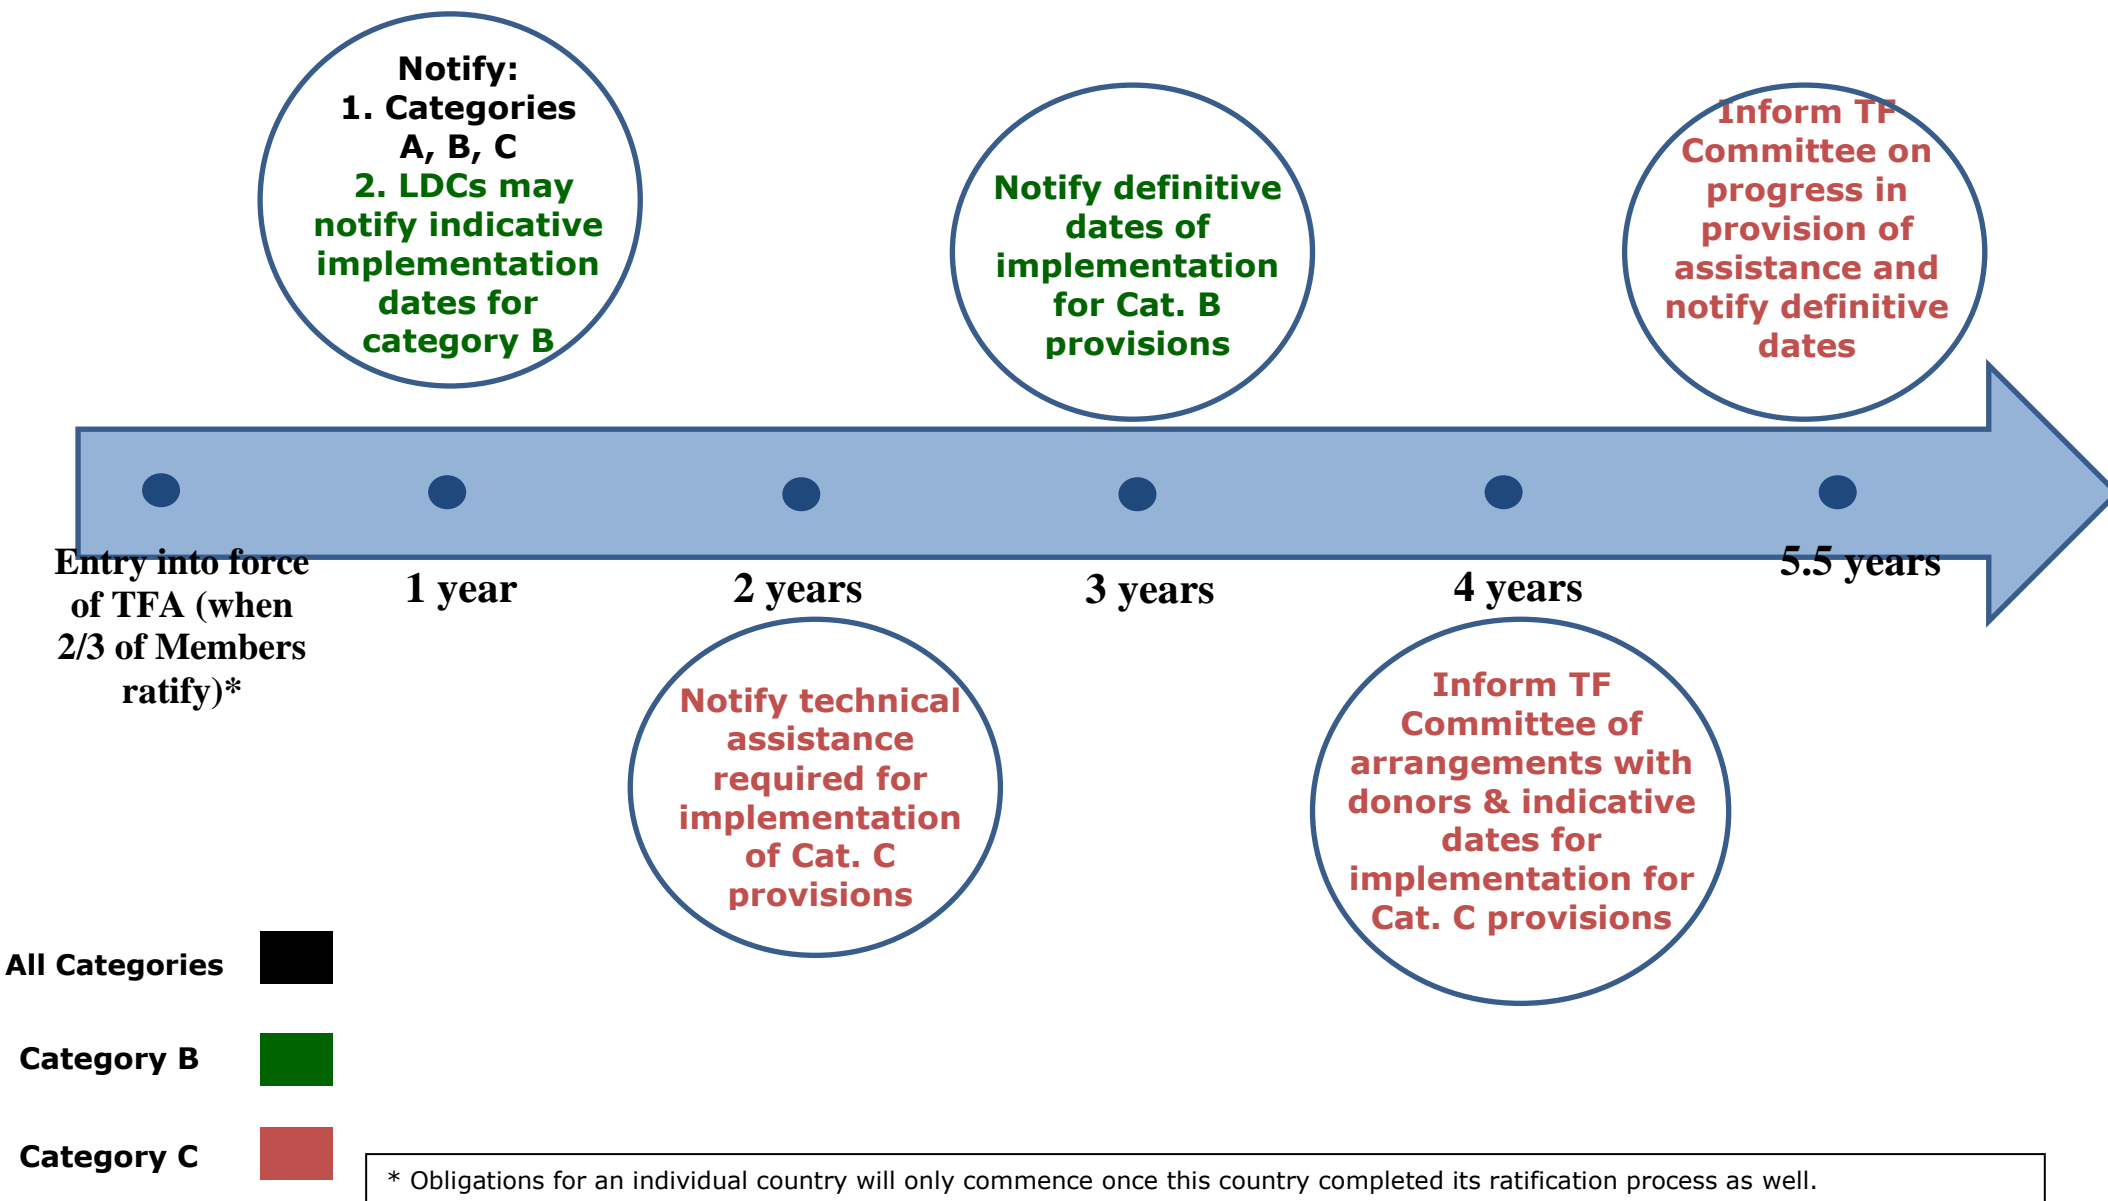 Notify:
1. Categories
A, B, C
2. LDCs may
notify indicative
implementation
dates for
category B
Notify definitive
dates of
implementation
for Cat. B
provisions
Inform TF
Committee on
progress in
provision of
assistance and
notify definitive
dates
Entry into force
of TFA (when
2/3 of Members
ratify)*
1 year
2 years
3 years
4 years
5.5 years
Notify technical
assistance
required for
implementation
of Cat. C
provisions
Inform TF
Committee of
arrangements with
donors & indicative
dates for
implementation for
Cat. C provisions
All Categories
Category B
Category C
* Obligations for an individual country will only commence once this country completed its ratification process as well.